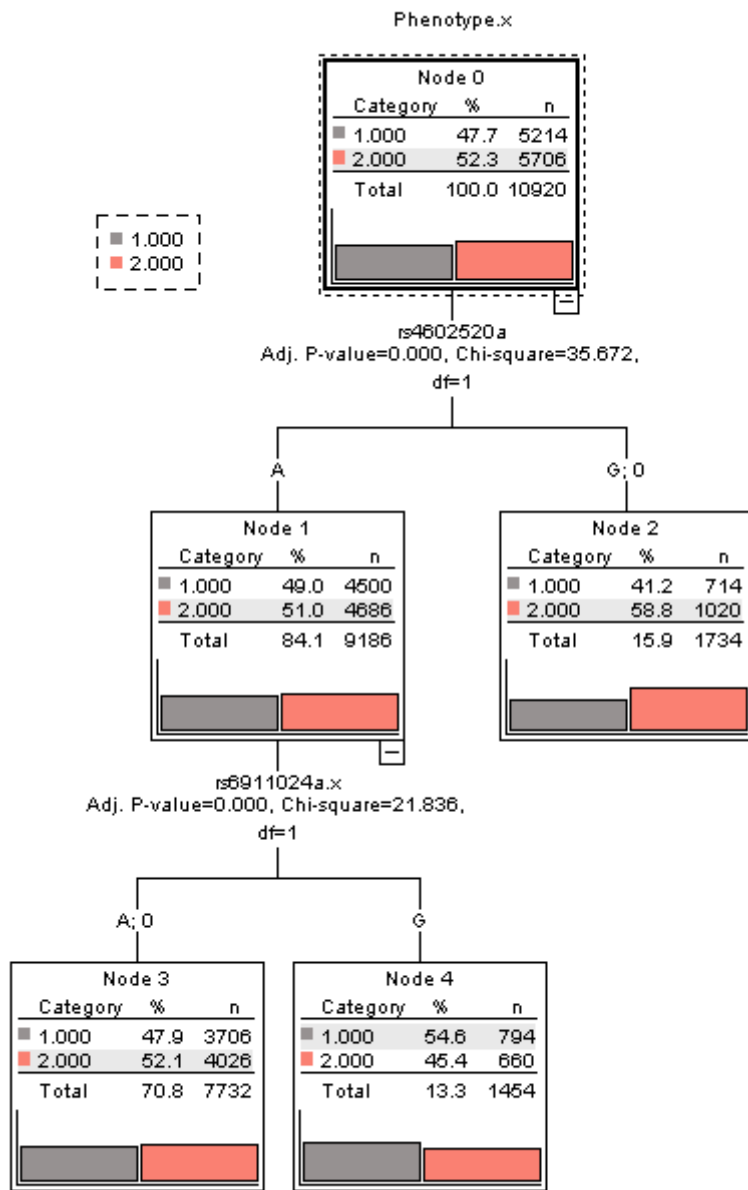 Phenotype.x
Node 0
Category % n
1.000 47.7 5214
2.000 52.3 5706
Total 100.0 10920
1.000
2.000
rs4602520a
Adj. P-value=0.000, Chi-square=35.672,
df=1
A
G; 0
Node 1
Category % n
1.000 49.0 4500
2.000 51.0 4686
Total 84.1 9186
Node 2
Category % n
1.000 41.2 714
2.000 58.8 1020
Total 15.9 1734
rs6911024a.x
Adj. P-value=0.000, Chi-square=21.836,
df=1
A; 0
G
Node 3
Category % n
1.000 47.9 3706
2.000 52.1 4026
Total 70.8 7732
Node 4
Category % n
1.000 54.6 794
2.000 45.4 660
Total 13.3 1454